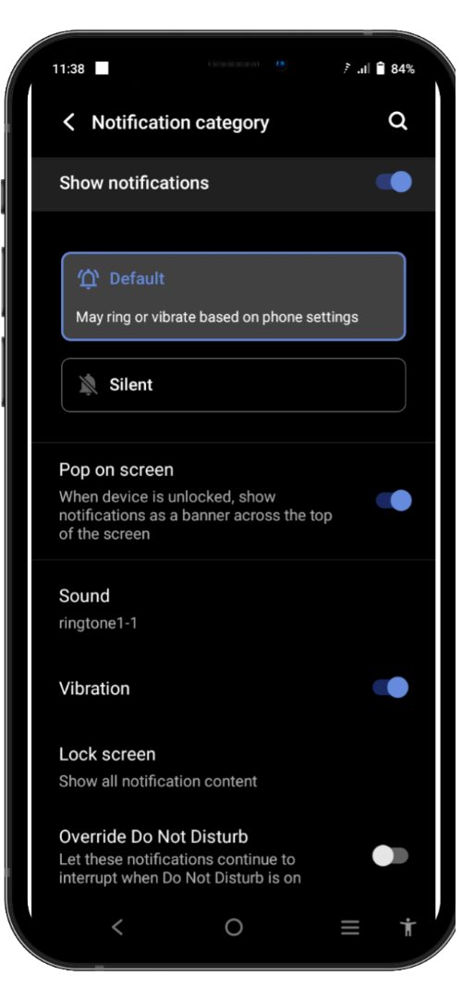 11:38
84%
Notification category
Show notifications
Default
May ring or vibrate based on phone settings
Silent
Pop on screen
When device is unlocked, show
notifications as a banner across the top
of the screen
Sound
ringtone1-1
Vibration
Lock screen
Show all notification content
Override Do Not Disturb
Let these notifications continue to
interrupt when Do Not Disturb is on